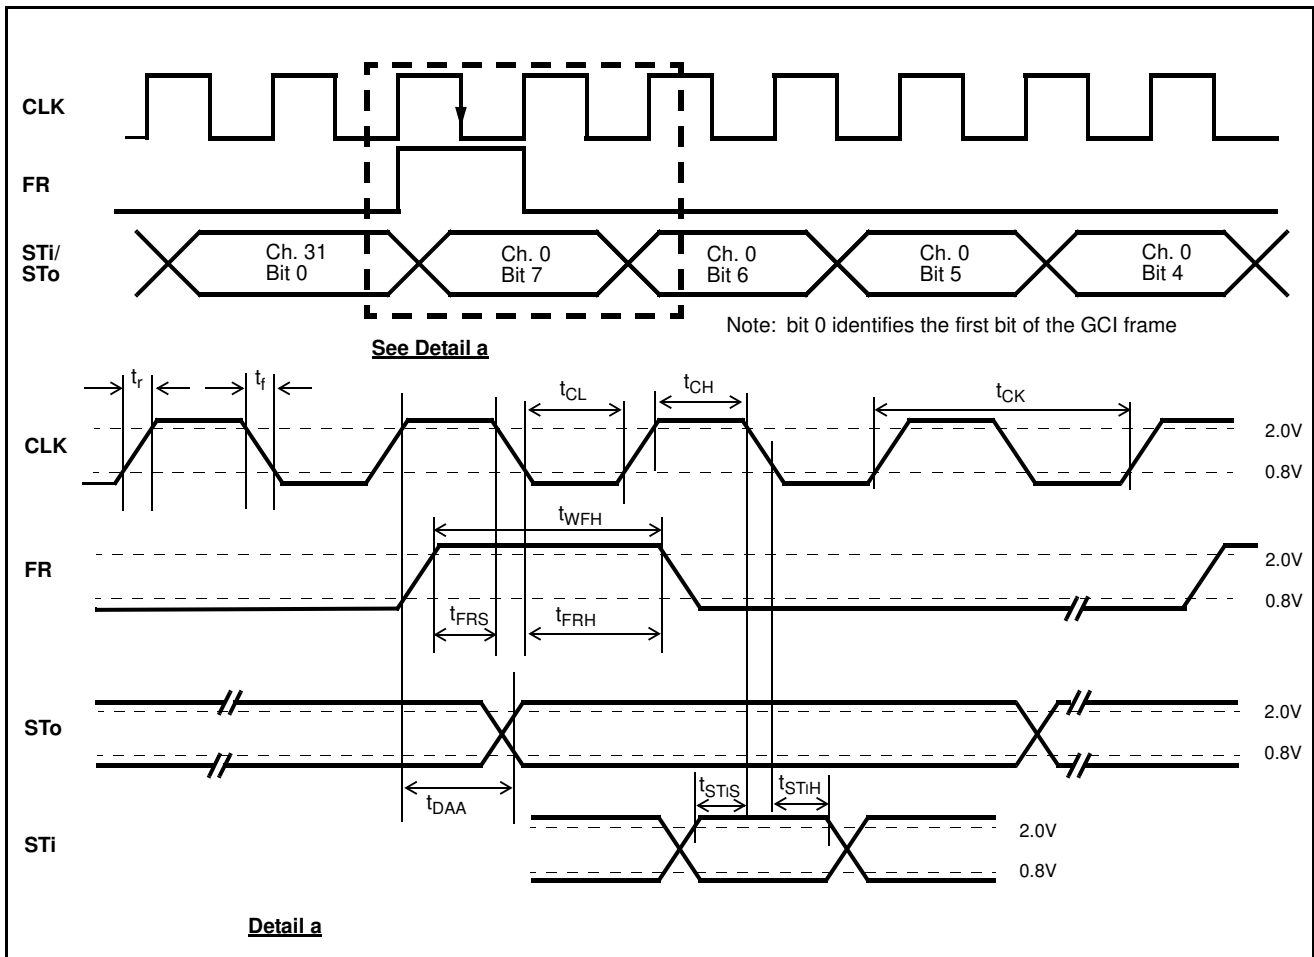 CLK
FR
STi/
STo
Ch. 31
Bit 0
Ch. 0
Bit 7
Ch. 0
Bit 6
Ch. 0
Bit 5
Ch. 0
Bit 4
Note: bit 0 identifies the first bit of the GCI frame
See Detail a
tr
tf
tCL
tCH
tCK
CLK
2.0V
0.8V
tWFH
FR
2.0V
0.8V
tFRS
tFRH
STo
2.0V
0.8V
tDAA
tSTiS
tSTiH
STi
2.0V
0.8V
Detail a